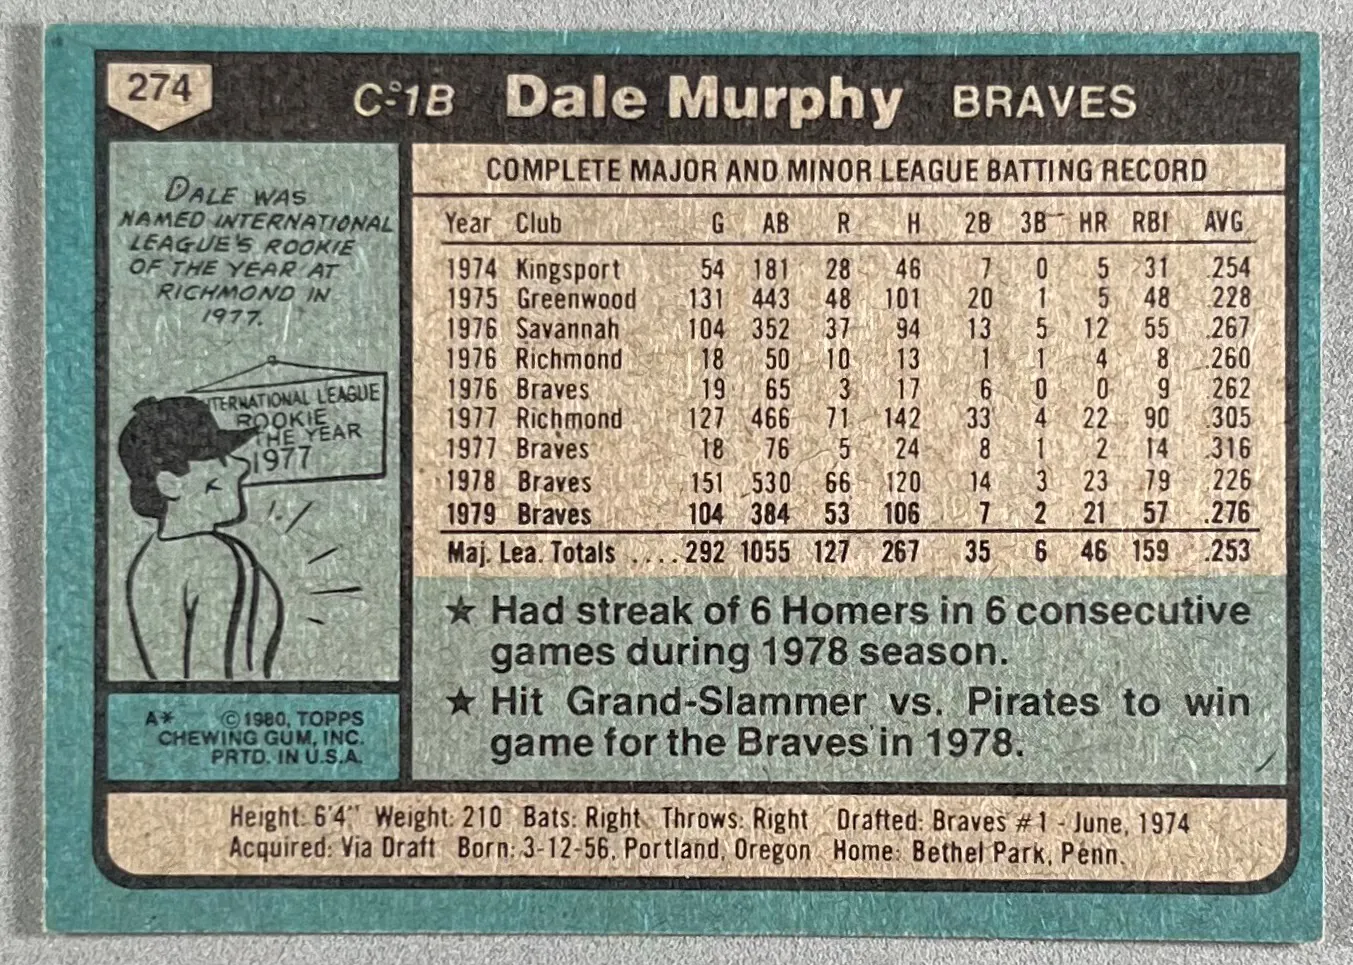 274
C-1B Dale Murphy BRAVES
DALE WAS
NAMED INTERNATIONAL
LEAGUE'S ROOKIE
OF THE YEAR AT
RICHMOND IN
1977.
TERNATIONAL LEAGUE
ROOKIE
THE YEAR
1977
A* © 1980, TOPPS
CHEWING GUM, INC.
PRTD. IN U.S.A.
COMPLETE MAJOR AND MINOR LEAGUE BATTING RECORD
Year Club G AB R H 2B 3B HR RBI AVG
1974 Kingsport 54 181 28 46 7 0 5 31 .254
1975 Greenwood 131 443 48 101 20 1 5 48 .228
1976 Savannah 104 352 37 94 13 5 12 55 .267
1976 Richmond 18 50 10 13 1 1 4 8 .260
1976 Braves 19 65 3 17 6 0 0 9 .262
1977 Richmond 127 466 71 142 33 4 22 90 .305
1977 Braves 18 76 5 24 8 1 2 14 .316
1978 Braves 151 530 66 120 14 3 23 79 .226
1979 Braves 104 384 53 106 7 2 21 57 .276
Maj. Lea. Totals ....292 1055 127 267 35 6 46 159 .253
★ Had streak of 6 Homers in 6 consecutive
games during 1978 season.
★ Hit Grand-Slammer vs. Pirates to win
game for the Braves in 1978.
Height: 6'4" Weight: 210 Bats: Right Throws: Right Drafted: Braves #1 - June, 1974
Acquired: Via Draft Born: 3-12-56, Portland, Oregon Home: Bethel Park, Penn.